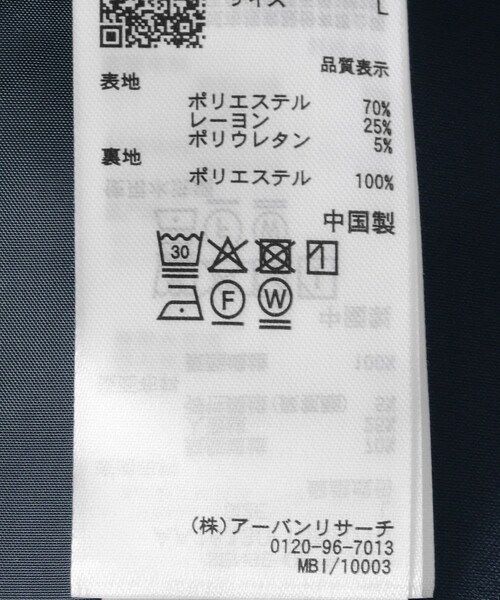 サイズ L
品質表示
表地
ポリエステル 70%
レーヨン 25%
ポリウレタン 5%
裏地
ポリエステル 100%
中国製
30
F W
(株)アーバンリサーチ
0120-96-7013
MBI/10003